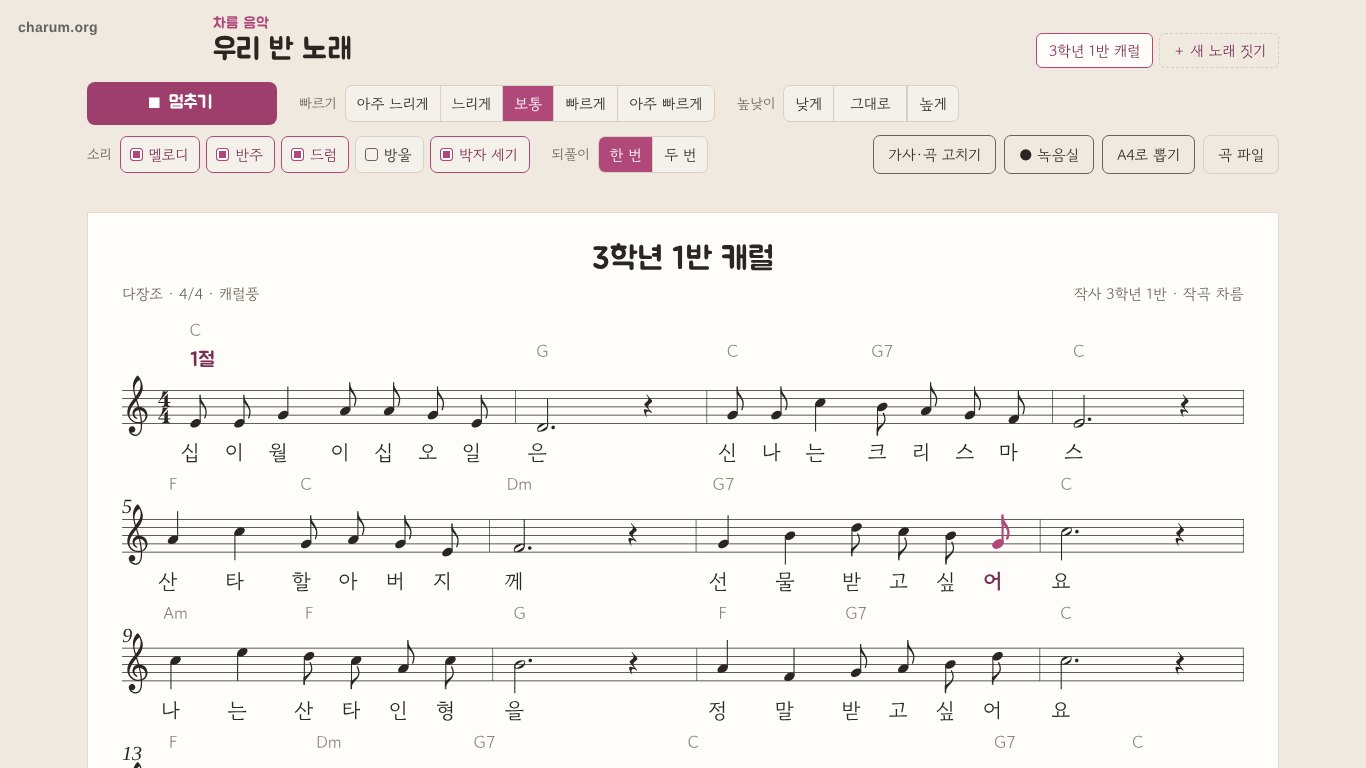 charum.org
차름 음악
우리 반 노래
3학년 1반 캐럴
+ 새 노래 짓기
■ 멈추기
빠르기 아주 느리게 느리게 보통 빠르게 아주 빠르게 높낮이 낮게 그대로 높게
소리 멜로디 반주 드럼 방울 박자 세기 되풀이 한 번 두 번 가사·곡 고치기 ● 녹음실 A4로 뽑기 곡 파일
3학년 1반 캐럴
다장조 · 4/4 · 캐럴풍
작사 3학년 1반 · 작곡 차름
C
1절
G C G7 C
4
4
십 이 월 이 십 오 일 은 신 나 는 크 리 스 마 스
F C Dm G7 C
5
산 타 할 아 버 지 께 선 물 받 고 싶 어 요
Am F G F G7 C
9
나 는 산 타 인 형 을 정 말 받 고 싶 어 요
F Dm G7 C G7 C
13